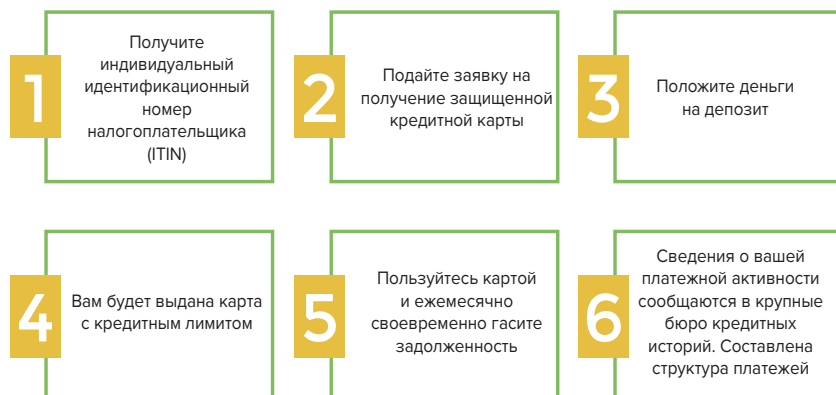 1
Получите
индивидуальный
идентификационный
номер
налогоплательщика
(ITIN)
2
Подайте заявку на
получение защищенной
кредитной карты
3
Положите деньги
на депозит
4
Вам будет выдана карта
с кредитным лимитом
5
Пользуйтесь картой
и ежемесячно
своевременно гасите
задолженность
6
Сведения о вашей
платежной активности
сообщаются в крупные
бюро кредитных
историй. Составлена
структура платежей